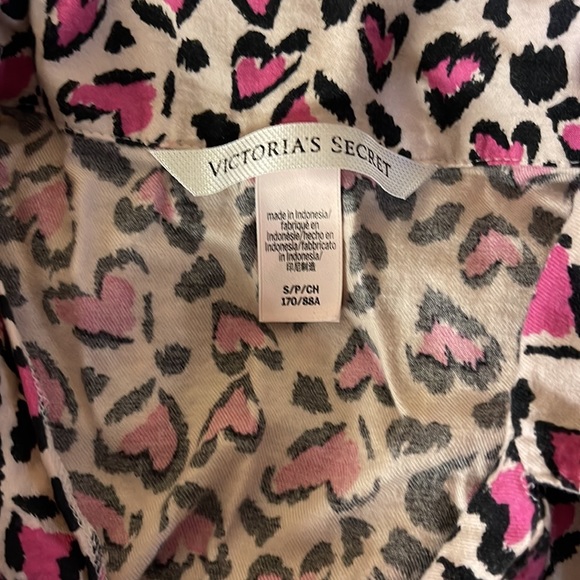 VICTORIA'S SECRET
made in Indonesia/
fabriqué en
Indonésie/hecho en
Indonesia/fabbricato
in Indonesia/
印尼制造
S/P/CH
170/88A